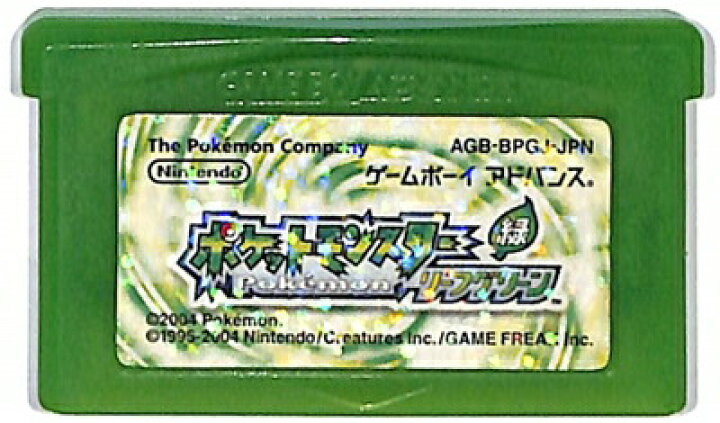 GAME BOY ADVANCE
The Pokémon Company AGB-BPGJ-JPN
Nintendo ゲームボーイ アドバンス®
ポケットモンスター 緑
Pokémon リーフグリーン™
©2004 Pokémon.
©1995-2004 Nintendo/Creatures Inc./GAME FREAK Inc.